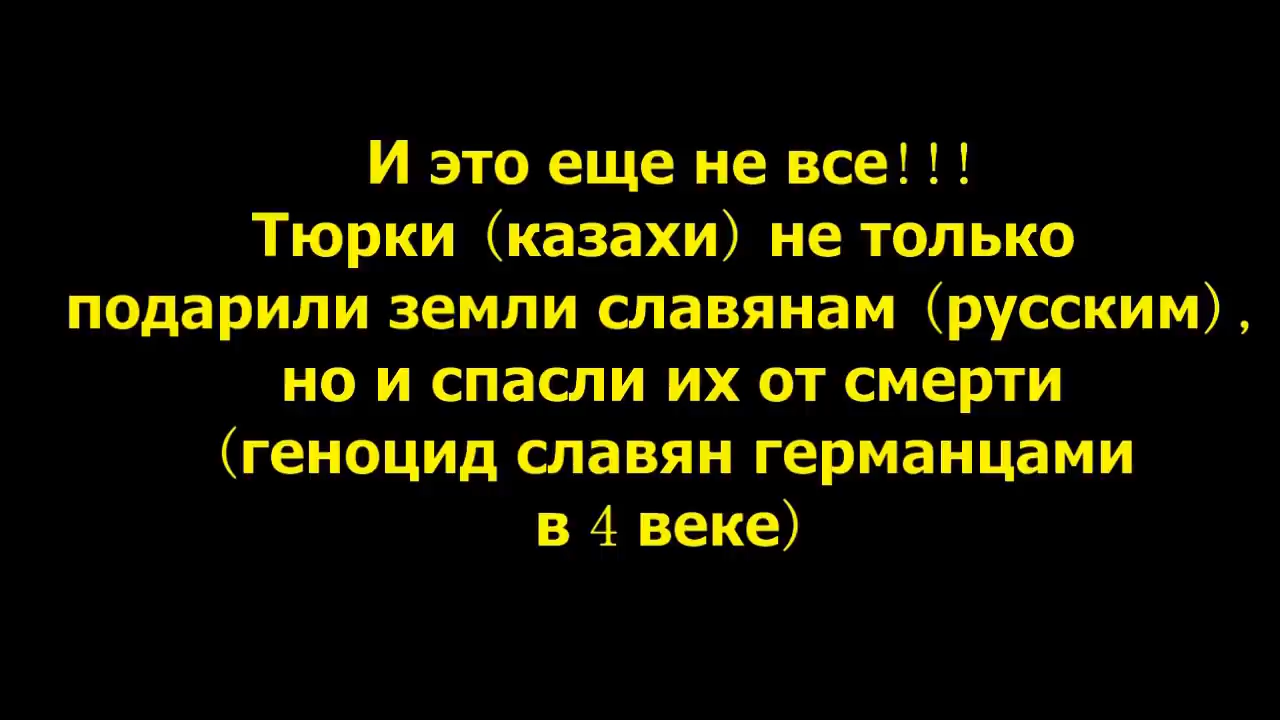 И это еще не все!!!
Тюрки (казахи) не только
подарили земли славянам (русским),
но и спасли их от смерти
(геноцид славян германцами
в 4 веке)